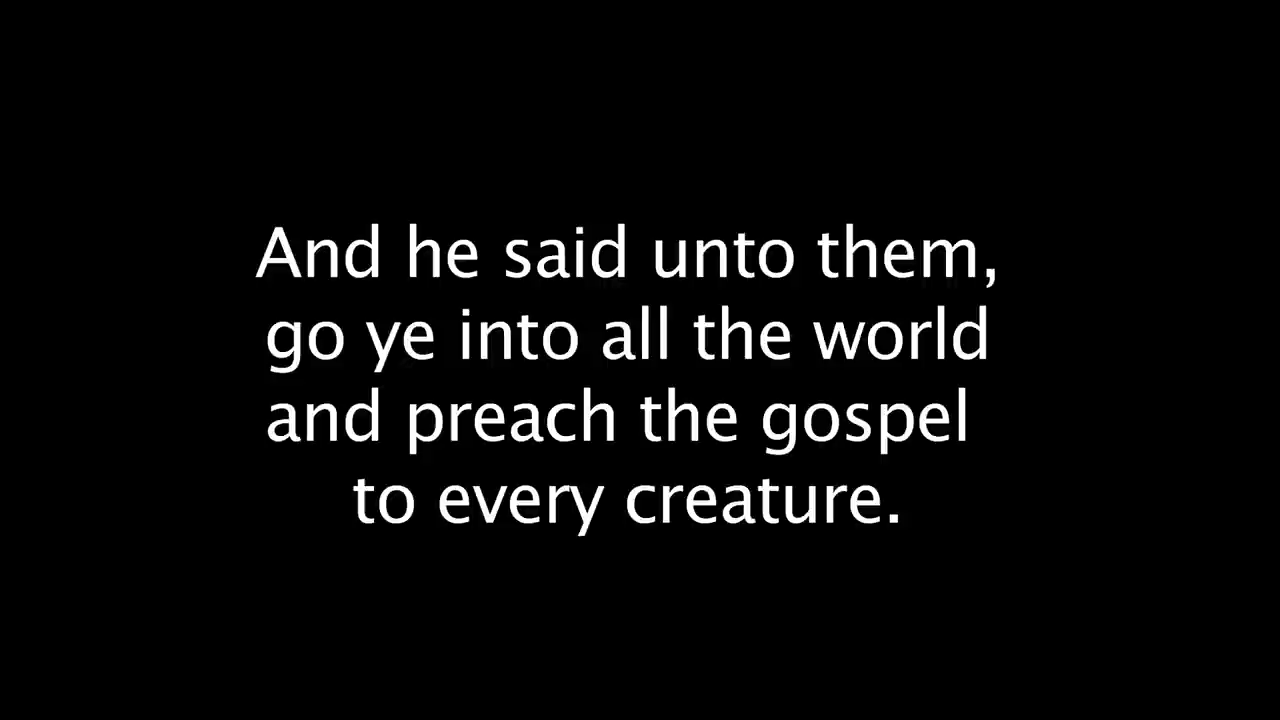 And he said unto them,
go ye into all the world
and preach the gospel
to every creature.